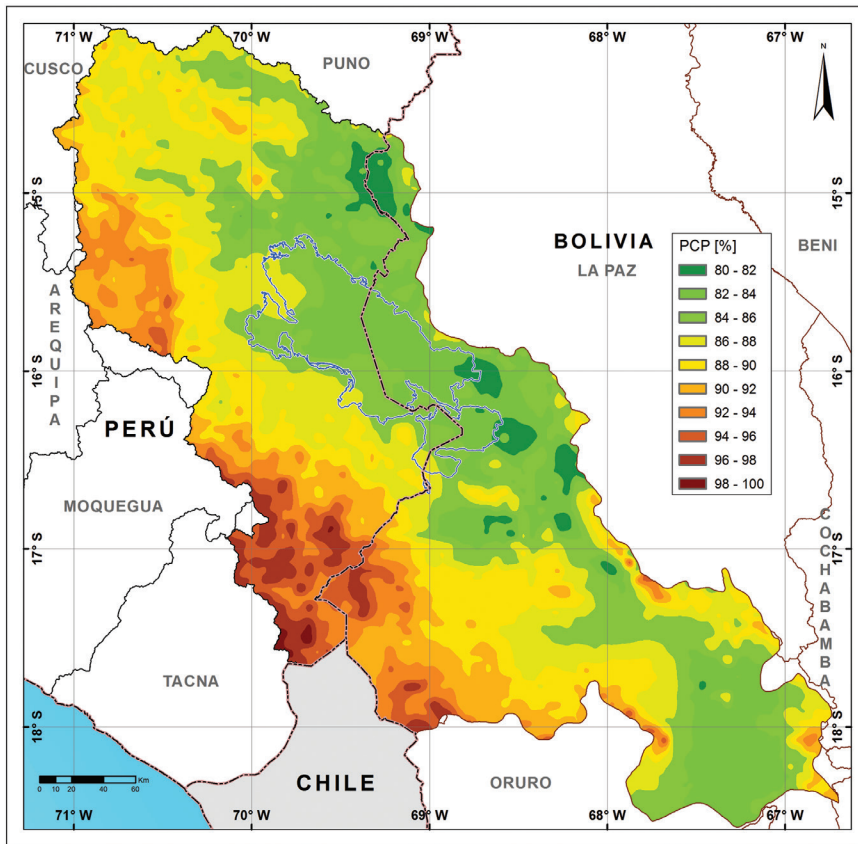 71° W 70° W 69° W 68° W 67° W
N
CUSCO
PUNO
15° S
15° S
BOLIVIA
LA PAZ
BENI
PCP [%]
80 - 82
82 - 84
84 - 86
86 - 88
88 - 90
90 - 92
92 - 94
94 - 96
96 - 98
98 - 100
AREQUIPA
16° S
16° S
PERÚ
MOQUEGUA
17° S
17° S
COCHABAMBA
TACNA
18° S
18° S
0 10 20 40 60 Km
CHILE
ORURO
71° W 70° W 69° W 68° W 67° W